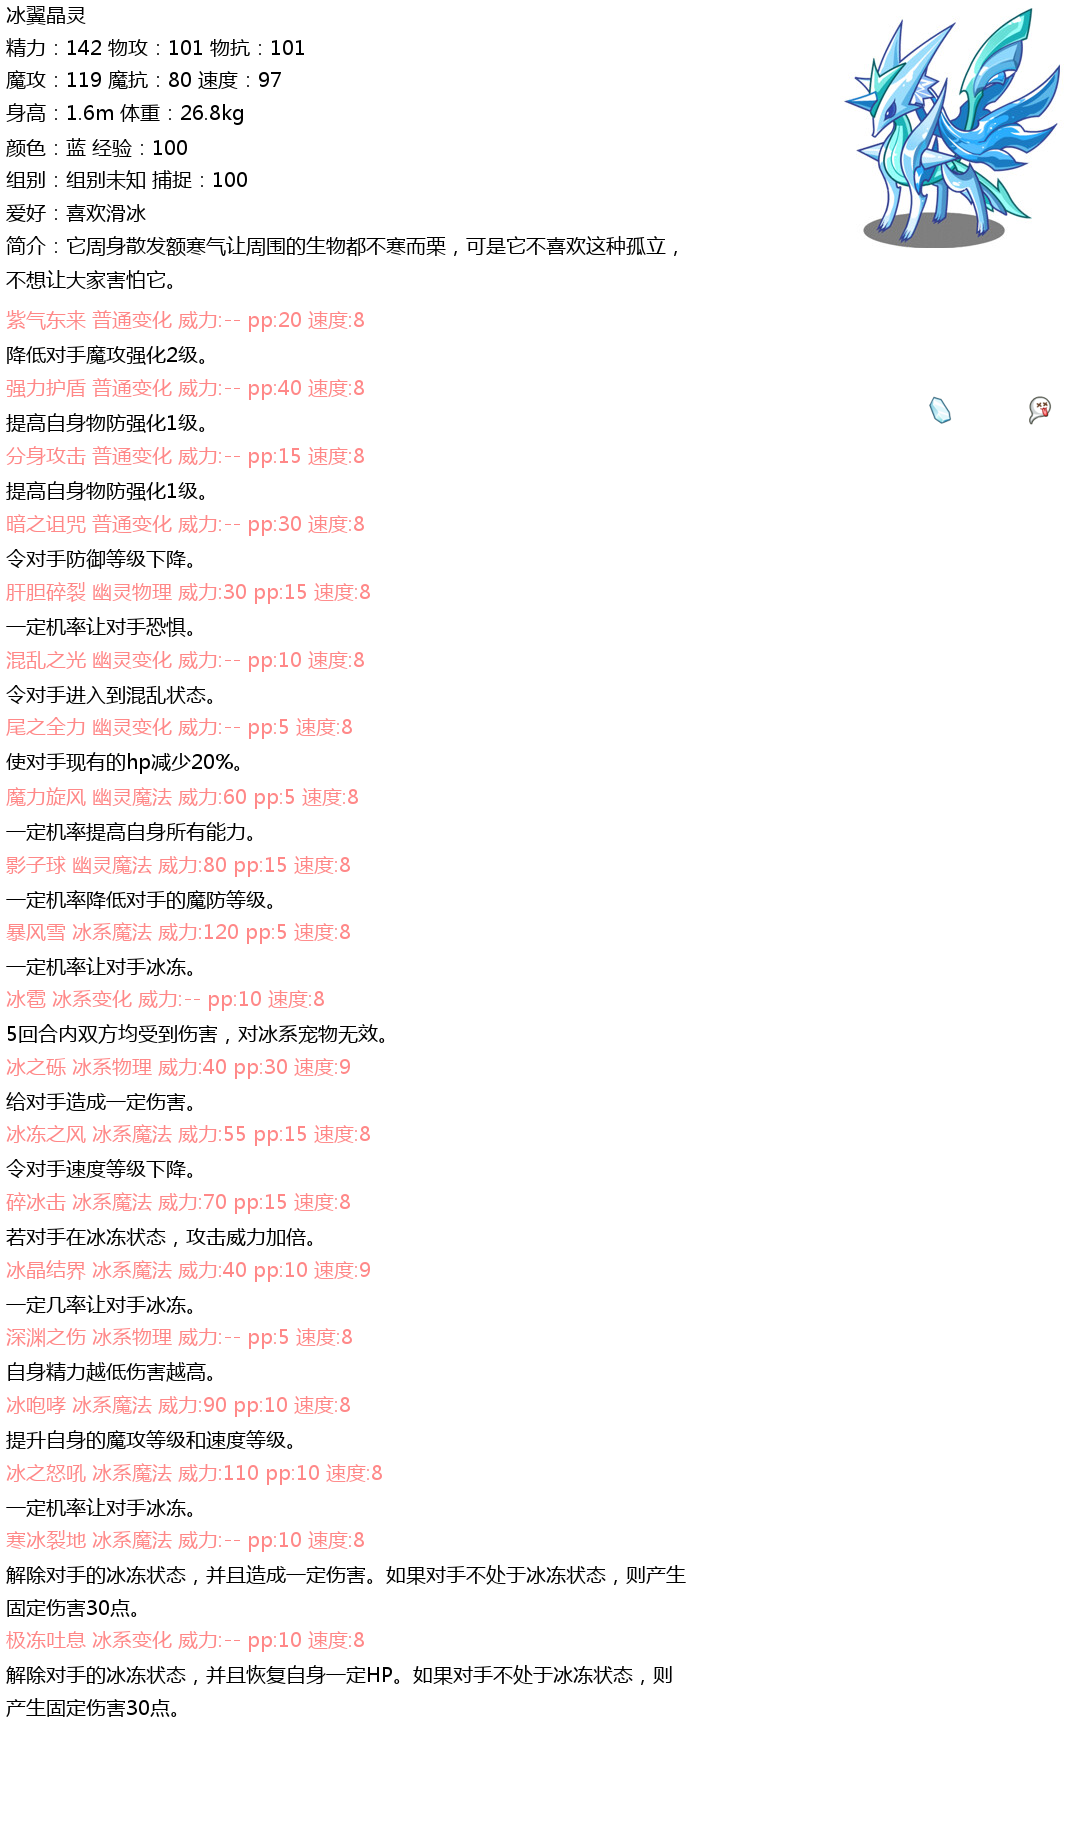 冰翼晶灵
精力：142 物攻：101 物抗：101
魔攻：119 魔抗：80 速度：97
身高：1.6m 体重：26.8kg
颜色：蓝 经验：100
组别：组别未知 捕捉：100
爱好：喜欢滑冰
简介：它周身散发额寒气让周围的生物都不寒而栗，可是它不喜欢这种孤立，
不想让大家害怕它。
紫气东来 普通变化 威力:-- pp:20 速度:8
降低对手魔攻强化2级。
强力护盾 普通变化 威力:-- pp:40 速度:8
提高自身物防强化1级。
分身攻击 普通变化 威力:-- pp:15 速度:8
提高自身物防强化1级。
暗之诅咒 普通变化 威力:-- pp:30 速度:8
令对手防御等级下降。
肝胆碎裂 幽灵物理 威力:30 pp:15 速度:8
一定机率让对手恐惧。
混乱之光 幽灵变化 威力:-- pp:10 速度:8
令对手进入到混乱状态。
尾之全力 幽灵变化 威力:-- pp:5 速度:8
使对手现有的hp减少20%。
魔力旋风 幽灵魔法 威力:60 pp:5 速度:8
一定机率提高自身所有能力。
影子球 幽灵魔法 威力:80 pp:15 速度:8
一定机率降低对手的魔防等级。
暴风雪 冰系魔法 威力:120 pp:5 速度:8
一定机率让对手冰冻。
冰雹 冰系变化 威力:-- pp:10 速度:8
5回合内双方均受到伤害，对冰系宠物无效。
冰之砾 冰系物理 威力:40 pp:30 速度:9
给对手造成一定伤害。
冰冻之风 冰系魔法 威力:55 pp:15 速度:8
令对手速度等级下降。
碎冰击 冰系魔法 威力:70 pp:15 速度:8
若对手在冰冻状态，攻击威力加倍。
冰晶结界 冰系魔法 威力:40 pp:10 速度:9
一定几率让对手冰冻。
深渊之伤 冰系物理 威力:-- pp:5 速度:8
自身精力越低伤害越高。
冰咆哮 冰系魔法 威力:90 pp:10 速度:8
提升自身的魔攻等级和速度等级。
冰之怒吼 冰系魔法 威力:110 pp:10 速度:8
一定机率让对手冰冻。
寒冰裂地 冰系魔法 威力:-- pp:10 速度:8
解除对手的冰冻状态，并且造成一定伤害。如果对手不处于冰冻状态，则产生
固定伤害30点。
极冻吐息 冰系变化 威力:-- pp:10 速度:8
解除对手的冰冻状态，并且恢复自身一定HP。如果对手不处于冰冻状态，则
产生固定伤害30点。